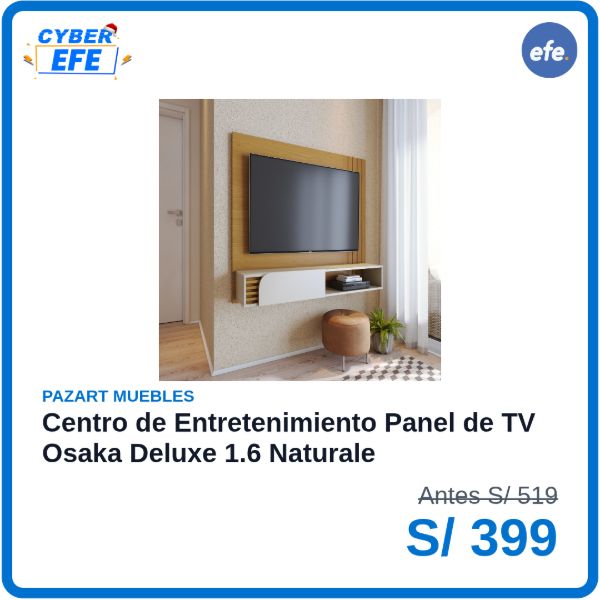 CYBER
EFE
efe.
PAZART MUEBLES
Centro de Entretenimiento Panel de TV
Osaka Deluxe 1.6 Naturale
Antes S/ 519
S/ 399